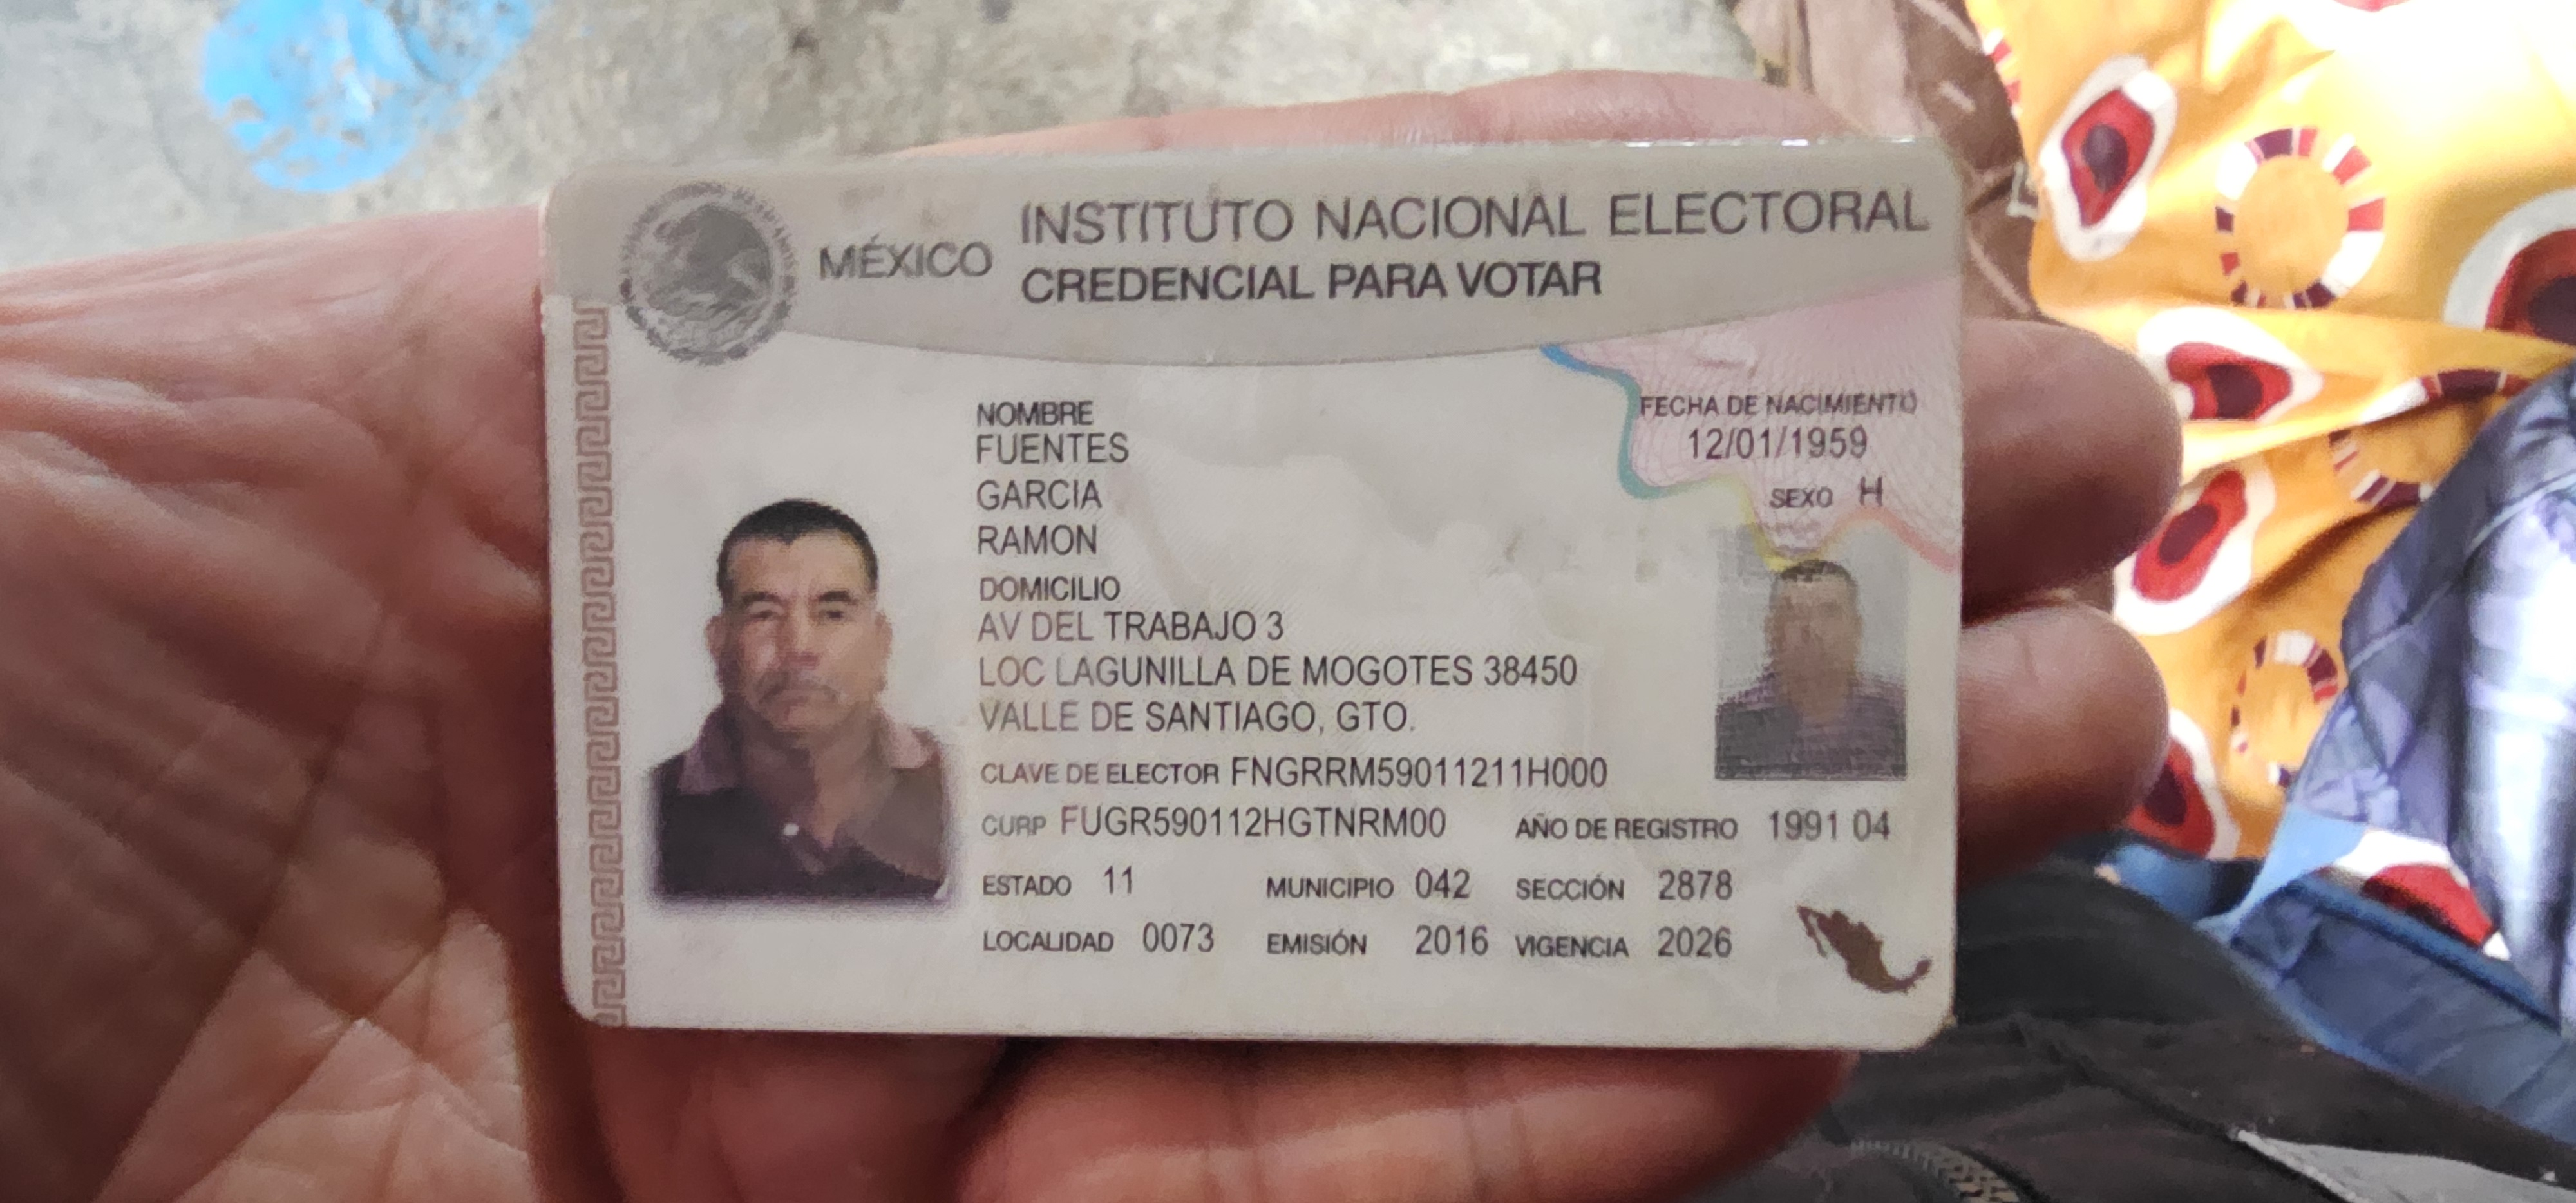 MÉXICO INSTITUTO NACIONAL ELECTORAL
CREDENCIAL PARA VOTAR
NOMBRE
FUENTES
GARCIA
RAMON
FECHA DE NACIMIENTO
12/01/1959
SEXO H
DOMICILIO
AV DEL TRABAJO 3
LOC LAGUNILLA DE MOGOTES 38450
VALLE DE SANTIAGO, GTO.
CLAVE DE ELECTOR FNGRRM59011211H000
CURP FUGR590112HGTNRM00 AÑO DE REGISTRO 1991 04
ESTADO 11 MUNICIPIO 042 SECCIÓN 2878
LOCALIDAD 0073 EMISIÓN 2016 VIGENCIA 2026